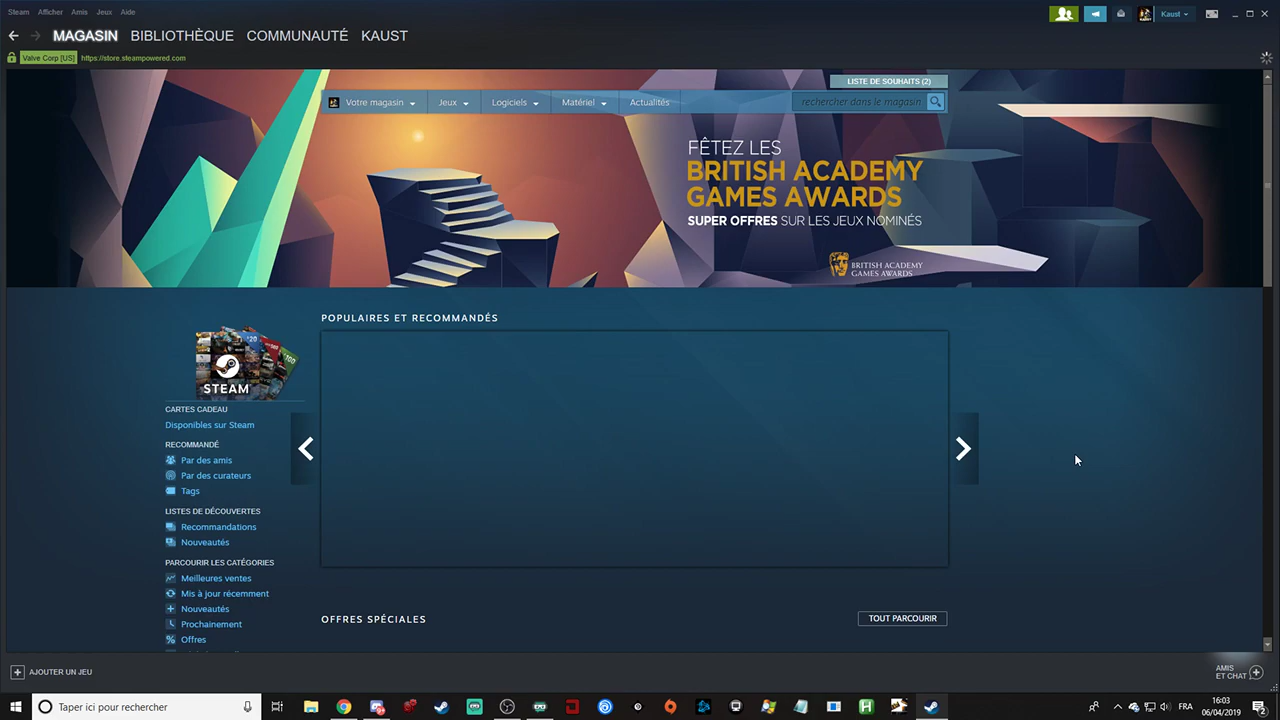 Steam Afficher Amis Jeux Aide
Kaust
MAGASIN BIBLIOTHÈQUE COMMUNAUTÉ KAUST
Valve Corp [US] https://store.steampowered.com
LISTE DE SOUHAITS (2)
Votre magasin Jeux Logiciels Matériel Actualités rechercher dans le magasin
FÊTEZ LES
BRITISH ACADEMY
GAMES AWARDS
SUPER OFFRES SUR LES JEUX NOMINÉS
BRITISH ACADEMY
GAMES AWARDS
POPULAIRES ET RECOMMANDÉS
STEAM
CARTES CADEAU
Disponibles sur Steam
RECOMMANDÉ
Par des amis
Par des curateurs
Tags
LISTES DE DÉCOUVERTES
Recommandations
Nouveautés
PARCOURIR LES CATÉGORIES
Meilleures ventes
Mis à jour récemment
Nouveautés
Prochainement
Offres
OFFRES SPÉCIALES
TOUT PARCOURIR
AJOUTER UN JEU
AMIS
ET CHAT
Taper ici pour rechercher
FRA
16:03
05/04/2019